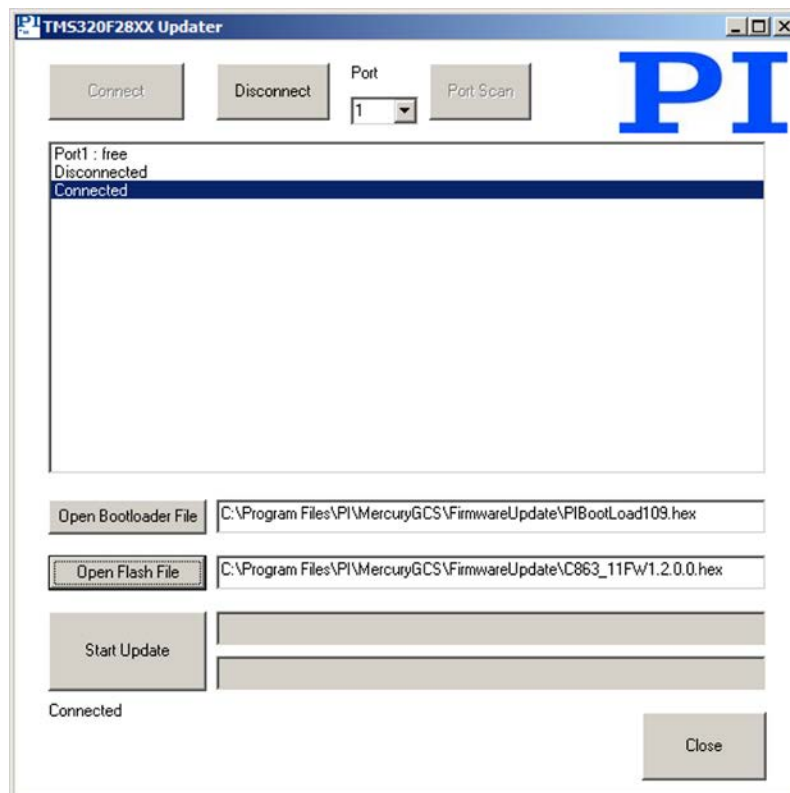 TMS320F28XX Updater
PI
Connect
Disconnect
Port
1
Port Scan
PI
Port1 : free
Disconnected
Connected
Open Bootloader File
C:\Program Files\PI\MercuryGCS\FirmwareUpdate\PIBootLoad109.hex
Open Flash File
C:\Program Files\PI\MercuryGCS\FirmwareUpdate\C863_11FW1.2.0.0.hex
Start Update
Connected
Close